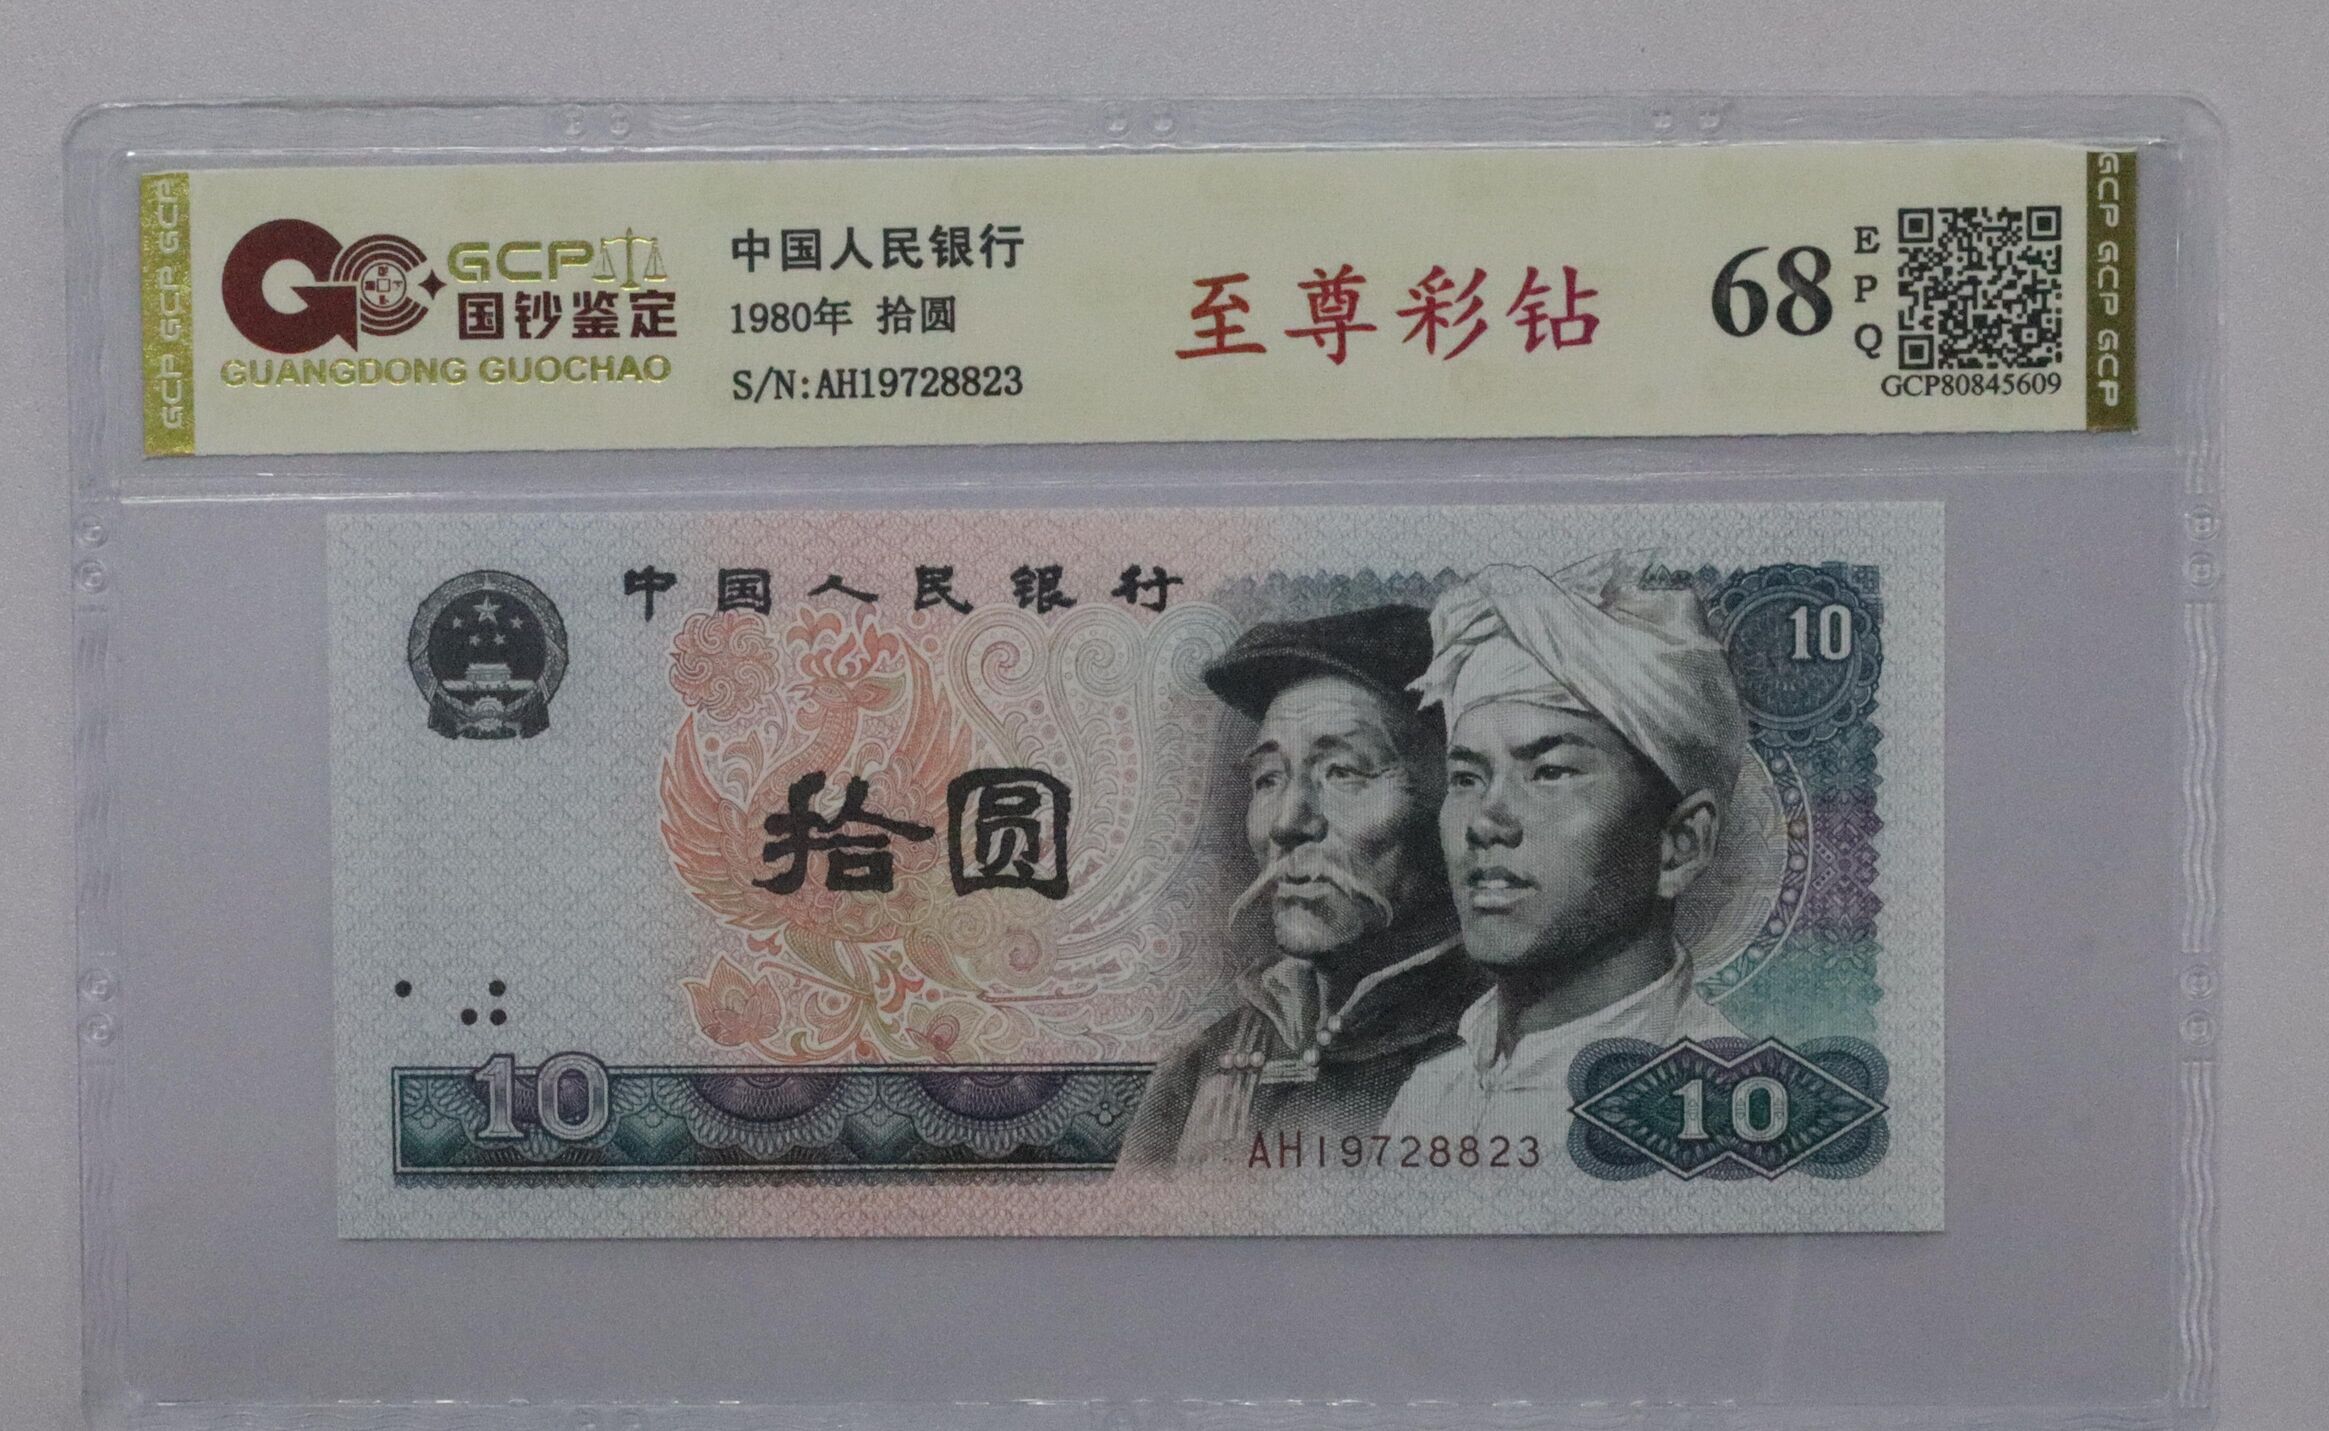 GCP GCP GCP
GCP
国钞鉴定
GUANGDONG GUOCHAO
中国人民银行
1980年 拾圆
S/N:AH19728823
至尊彩钻
68
EPQ
GCP80845609
GCP GCP GCP
中国人民银行
10
拾圆
10
AH19728823
10